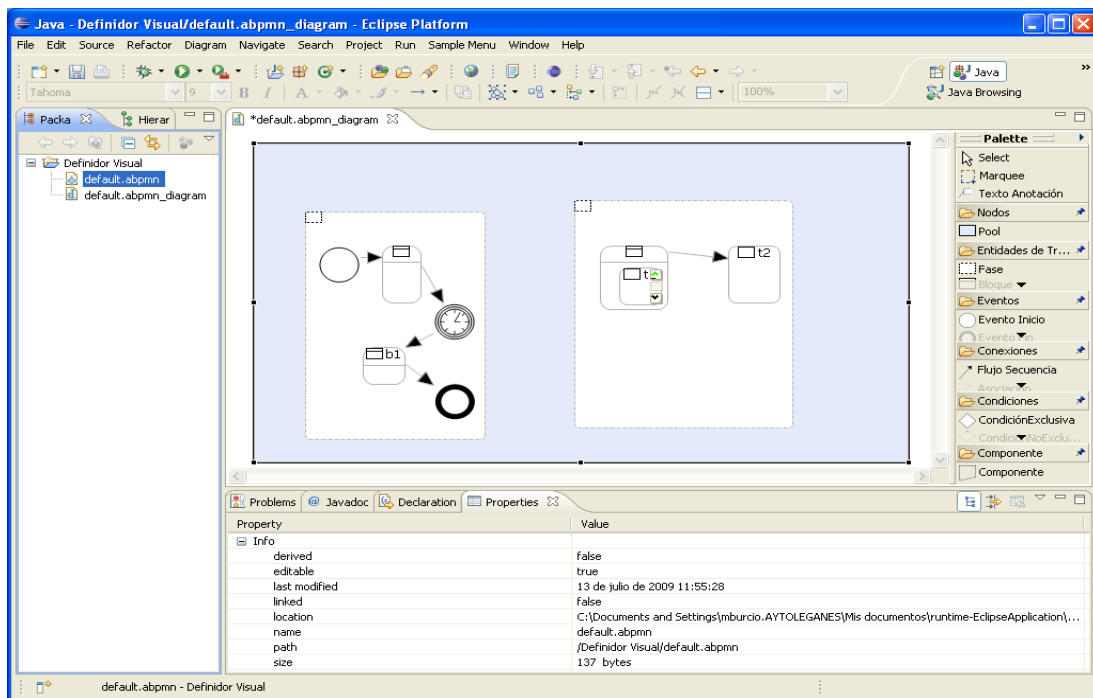 Java - Definidor Visual/default.abpmn_diagram - Eclipse Platform
File Edit Source Refactor Diagram Navigate Search Project Run Sample Menu Window Help
Java
»
Tahoma 9 B I A 100% Java Browsing
Packa Hierar
*default.abpmn_diagram
Definidor Visual
default.abpmn
default.abpmn_diagram
b1
t2
Palette
Select
Marquee
Texto Anotación
Nodos
Pool
Entidades de Tr...
Fase
Bloque
Eventos
Evento Inicio
Evento Fin
Conexiones
Flujo Secuencia
Asociación
Condiciones
CondiciónExclusiva
CondiciónNoExclu...
Componente
Componente
Problems @ Javadoc Declaration Properties
Property Value
Info
derived false
editable true
last modified 13 de julio de 2009 11:55:28
linked false
location C:\Documents and Settings\mburcio.AYTOLEGANES\Mis documentos\runtime-EclipseApplication\...
name default.abpmn
path /Definidor Visual/default.abpmn
size 137 bytes
default.abpmn - Definidor Visual